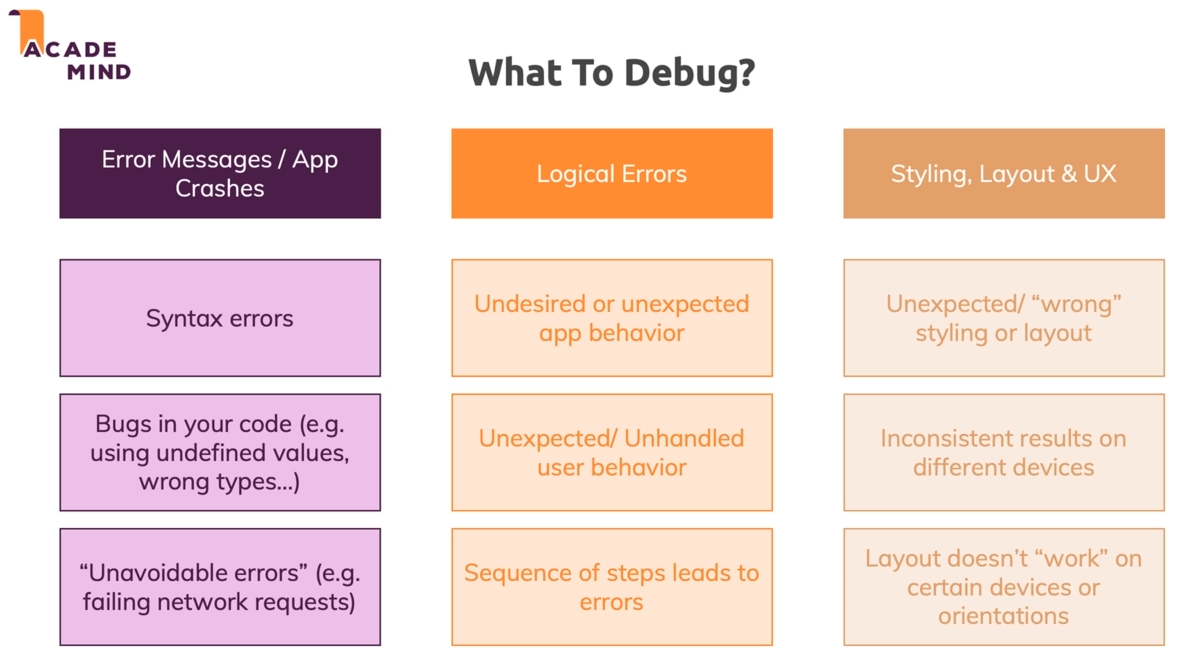 ACADE
MIND
What To Debug?
Error Messages / App
Crashes
Logical Errors
Styling, Layout & UX
Syntax errors
Undesired or unexpected
app behavior
Unexpected/ “wrong”
styling or layout
Bugs in your code (e.g.
using undefined values,
wrong types...)
Unexpected/ Unhandled
user behavior
Inconsistent results on
different devices
“Unavoidable errors” (e.g.
failing network requests)
Sequence of steps leads to
errors
Layout doesn’t “work” on
certain devices or
orientations